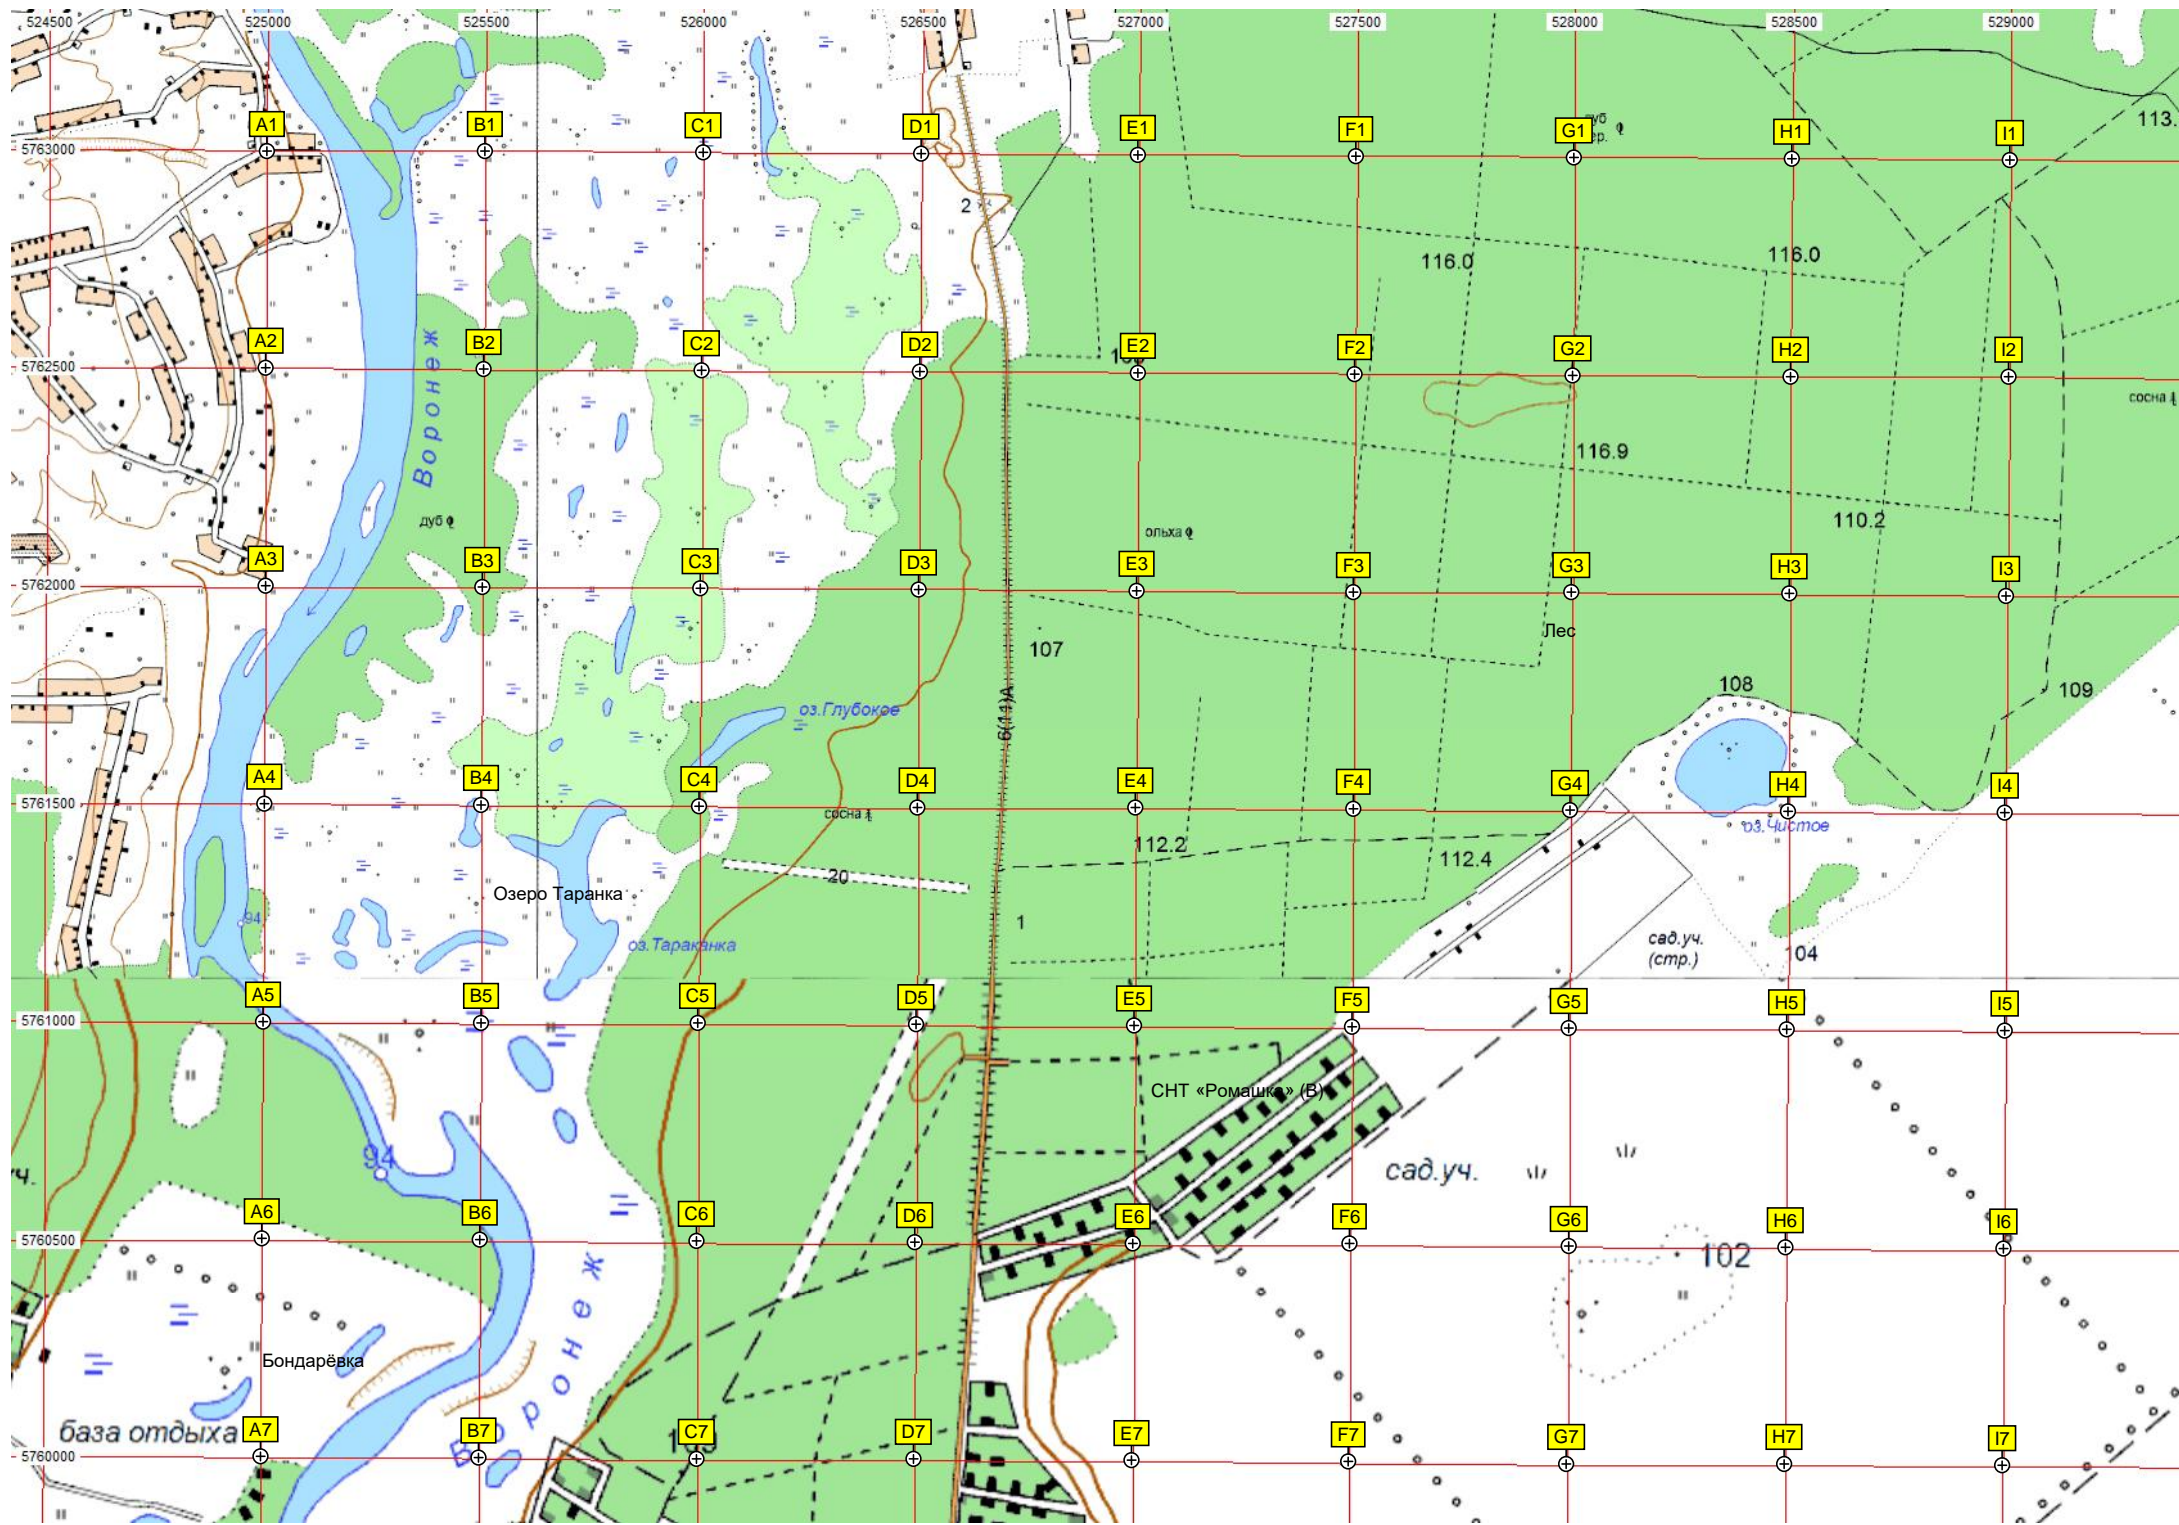 524500 525000 525500 526000 526500 527000 527500 528000 528500 529000
113.
A1 B1 C1 D1 E1 F1 G1 H1 I1
5763000
2
116.0 116.0
A2 B2 C2 D2 E2 F2 G2 H2 I2
5762500
Воронеж
сосна
116.9
дуб
ольха
110.2
A3 B3 C3 D3 E3 F3 G3 H3 I3
5762000
Лес
107
108
109
оз.Глубокое
6(11)А
A4 B4 C4 D4 E4 F4 G4 H4 I4
5761500
сосна
оз.Чистое
112.2
112.4
20
Озеро Таранка
94
1
оз.Тараканка
сад.уч.
(стр.)
104
A5 B5 C5 D5 E5 F5 G5 H5 I5
5761000
СНТ «Ромашка» (В)
94
сад.уч.
ч.
A6 B6 C6 D6 E6 F6 G6 H6 I6
5760500
102
Воронеж
Бондарёвка
база отдыха
A7 B7 C7 D7 E7 F7 G7 H7 I7
5760000